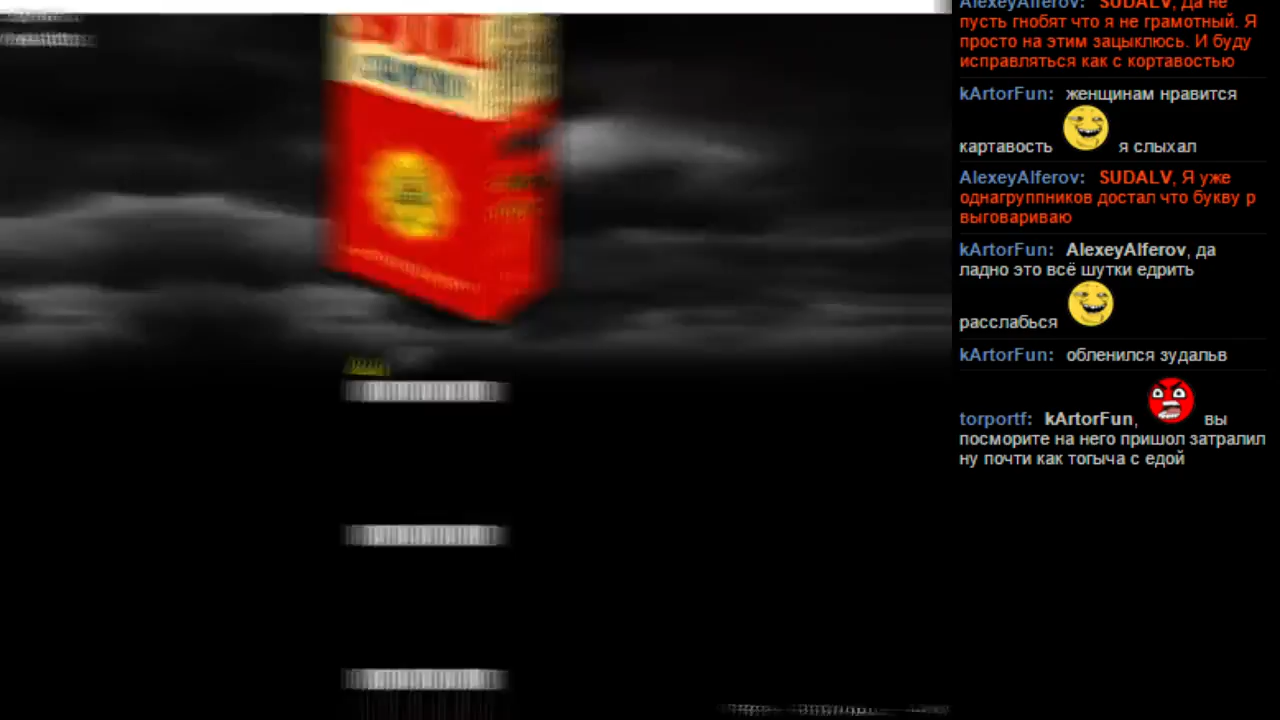 AlexeyAlferov: SUDALV, Да не
пусть гнобят что я не грамотный. Я
просто на этим зацыклюсь. И буду
исправляться как с кортавостью
kArtorFun: женщинам нравится
картавость я слыхал
AlexeyAlferov: SUDALV, Я уже
однагруппников достал что букву р
выговариваю
kArtorFun: AlexeyAlferov, да
ладно это всё шутки едрить
расслабься
kArtorFun: обленился зудальв
torportf: kArtorFun, вы
посморите на него пришол затралил
ну почти как тогыча с едой